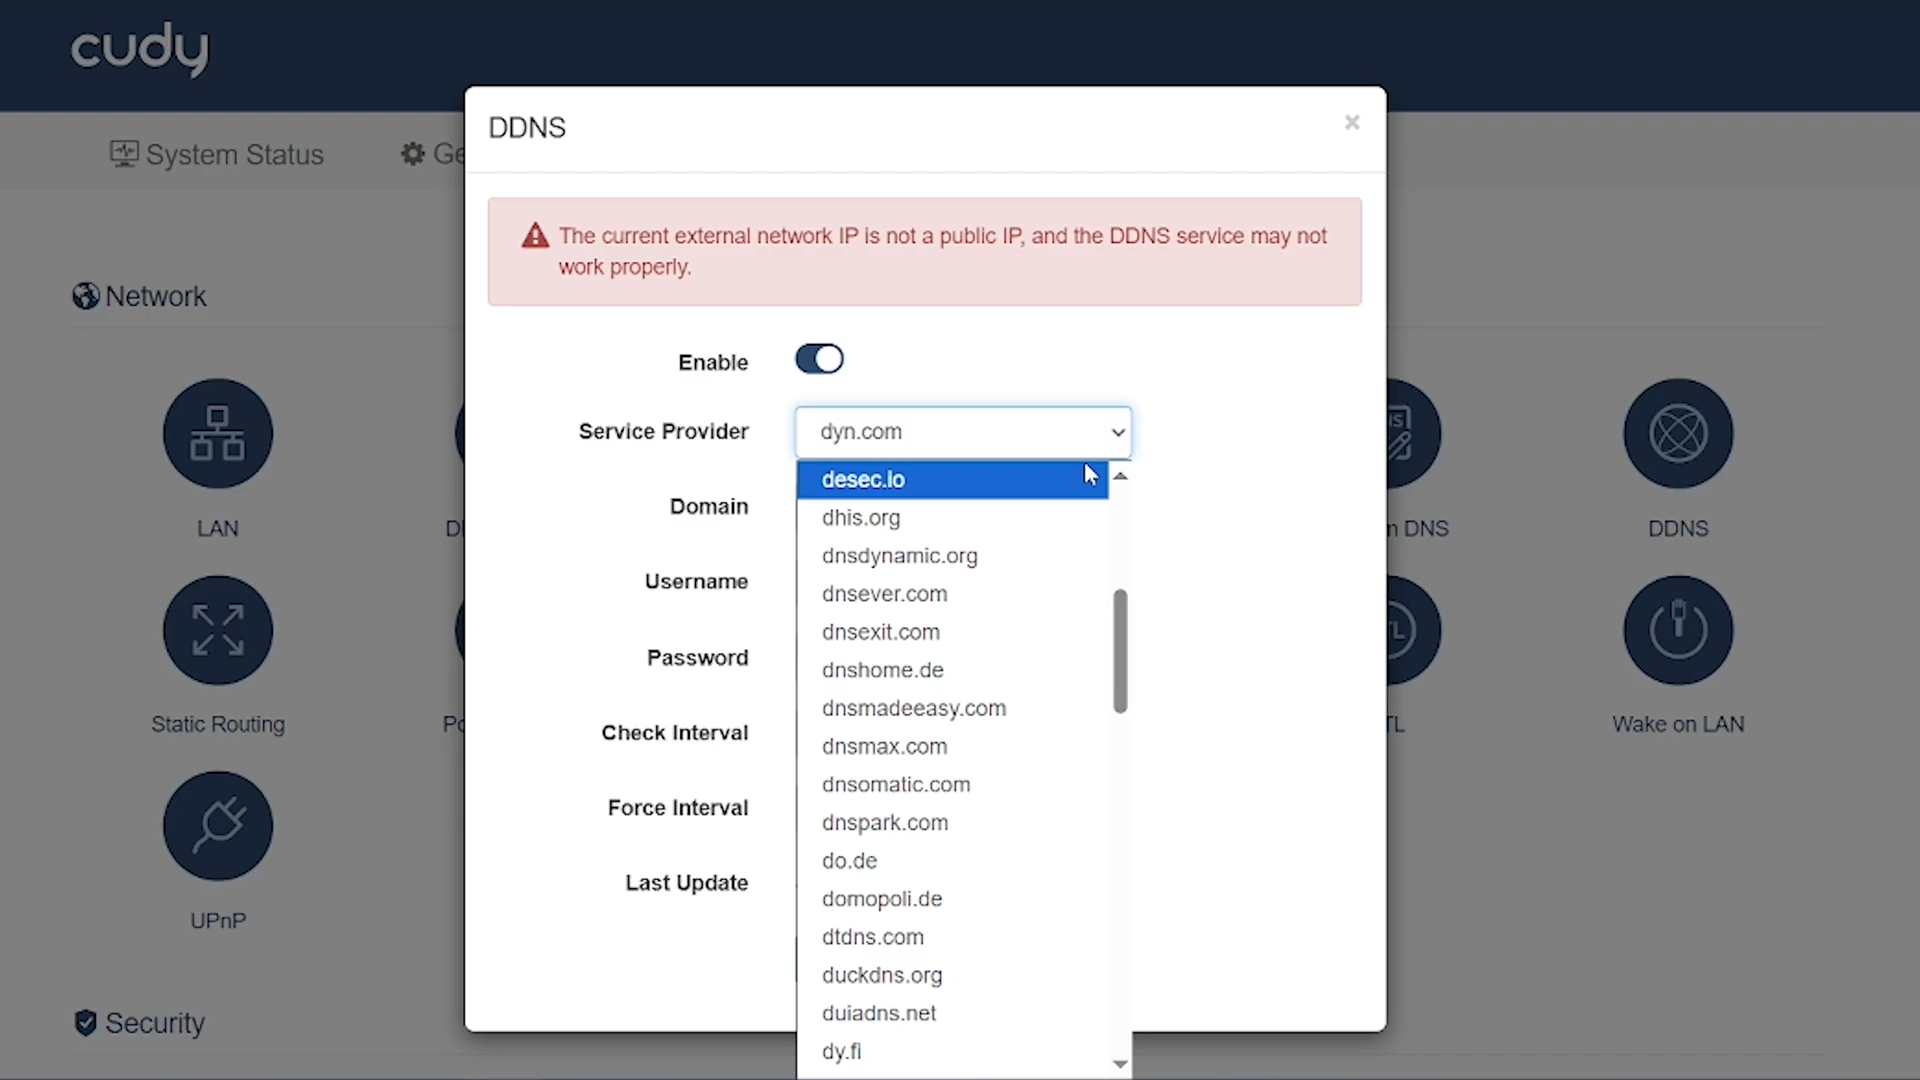 cudy
System Status
Ge
DDNS
×
The current external network IP is not a public IP, and the DDNS service may not
work properly.
Network
Enable
Service Provider
dyn.com
desec.io
Domain
dhis.org
LAN
D
m DNS
DDNS
dnsdynamic.org
Username
dnsever.com
dnsexit.com
Password
dnshome.de
dnsmadeeasy.com
Static Routing
Po
TL
Wake on LAN
Check Interval
dnsmax.com
dnsomatic.com
Force Interval
dnspark.com
do.de
Last Update
domopoli.de
UPnP
dtdns.com
duckdns.org
duiadns.net
Security
dy.fi